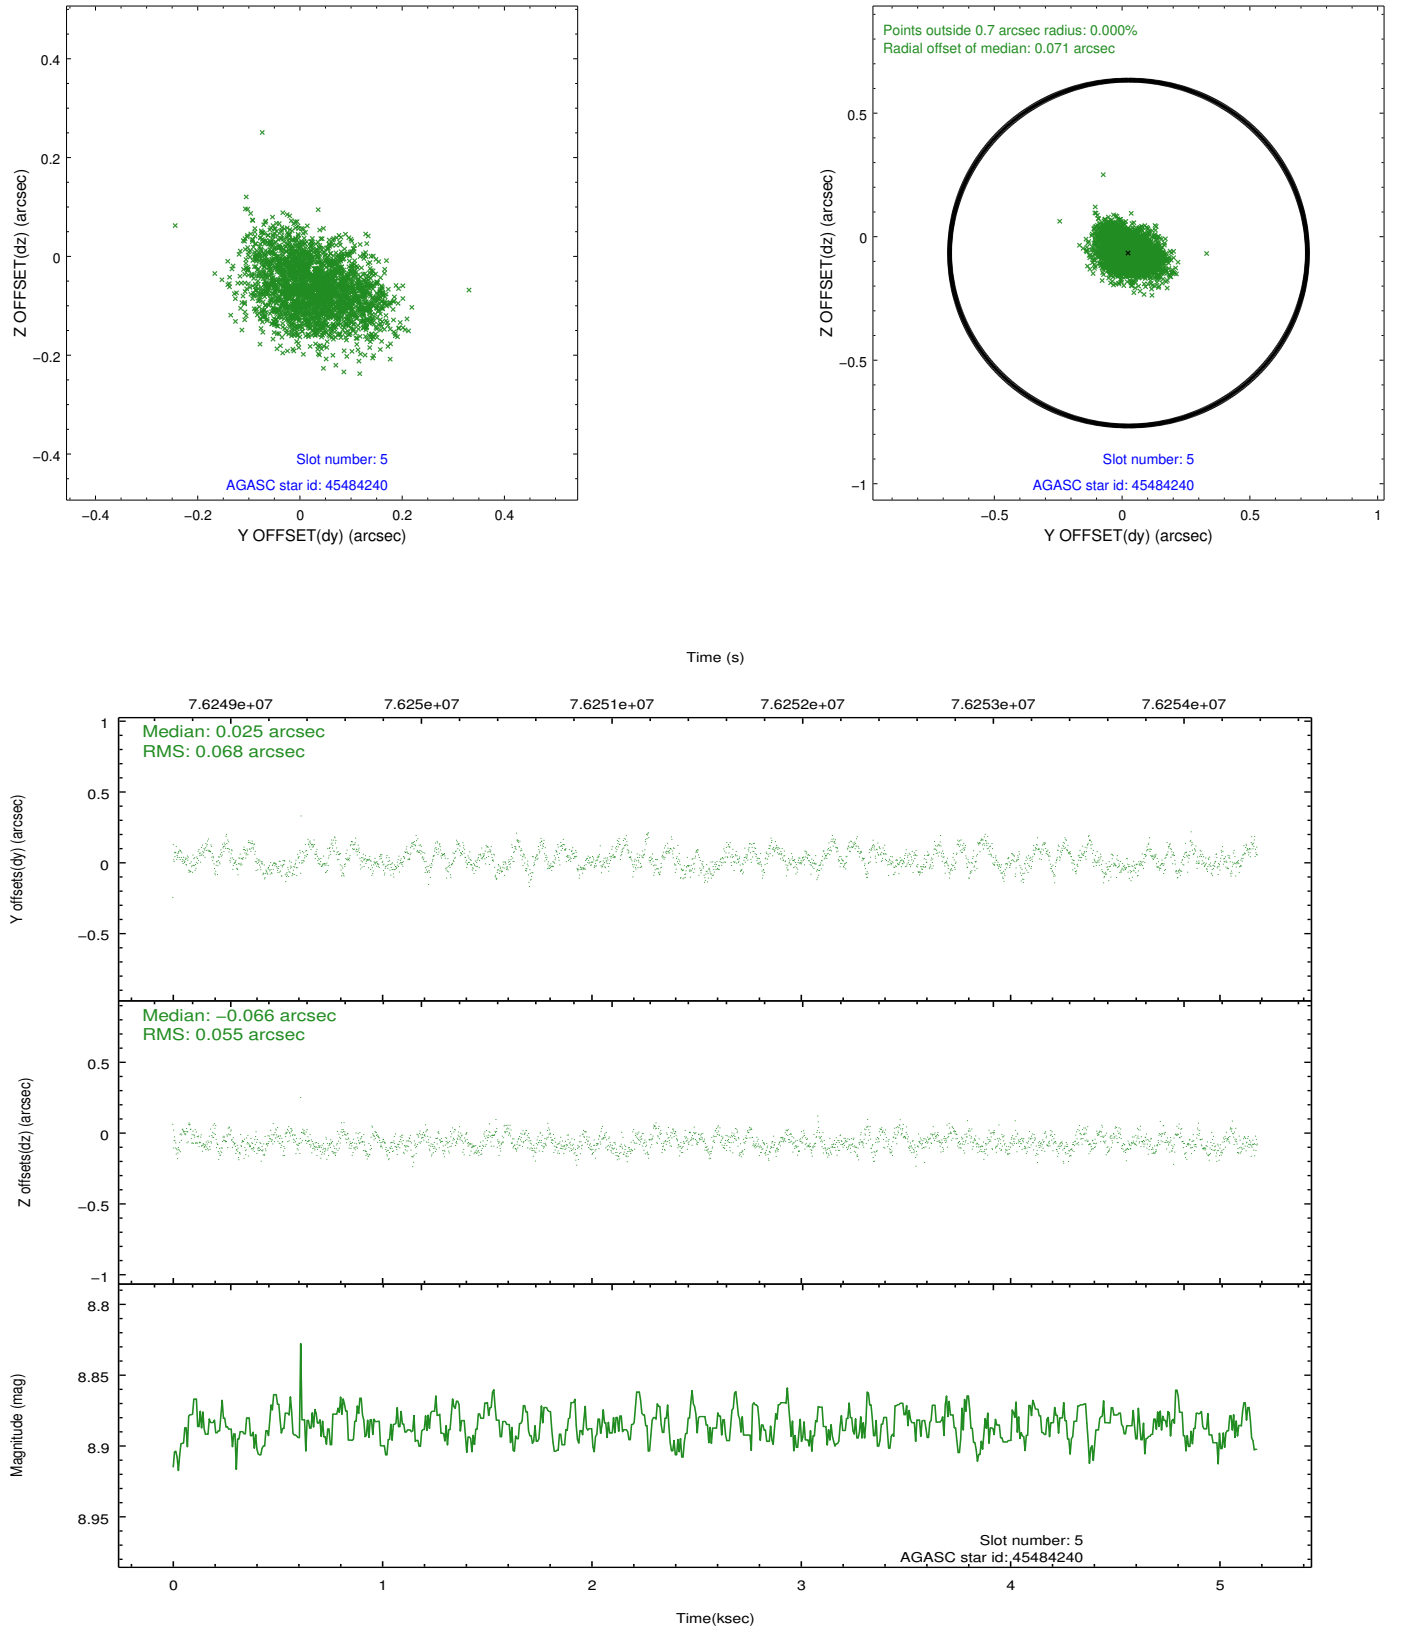 0.4
0.2
0
−0.2
−0.4
Z OFFSET(dz) (arcsec)
Slot number: 5
AGASC star id: 45484240
−0.4 −0.2 0 0.2 0.4
Y OFFSET(dy) (arcsec)
Points outside 0.7 arcsec radius: 0.000%
Radial offset of median: 0.071 arcsec
0.5
0
−0.5
−1
Z OFFSET(dz) (arcsec)
Slot number: 5
AGASC star id: 45484240
−0.5 0 0.5 1
Y OFFSET(dy) (arcsec)
Time (s)
7.6249e+07 7.625e+07 7.6251e+07 7.6252e+07 7.6253e+07 7.6254e+07
Median: 0.025 arcsec
RMS: 0.068 arcsec
1
0.5
0
−0.5
Y offsets(dy) (arcsec)
Median: −0.066 arcsec
RMS: 0.055 arcsec
0.5
0
−0.5
−1
Z offsets(dz) (arcsec)
8.8
8.85
8.9
8.95
Magnitude (mag)
Slot number: 5
AGASC star id: 45484240
0 1 2 3 4 5
Time(ksec)